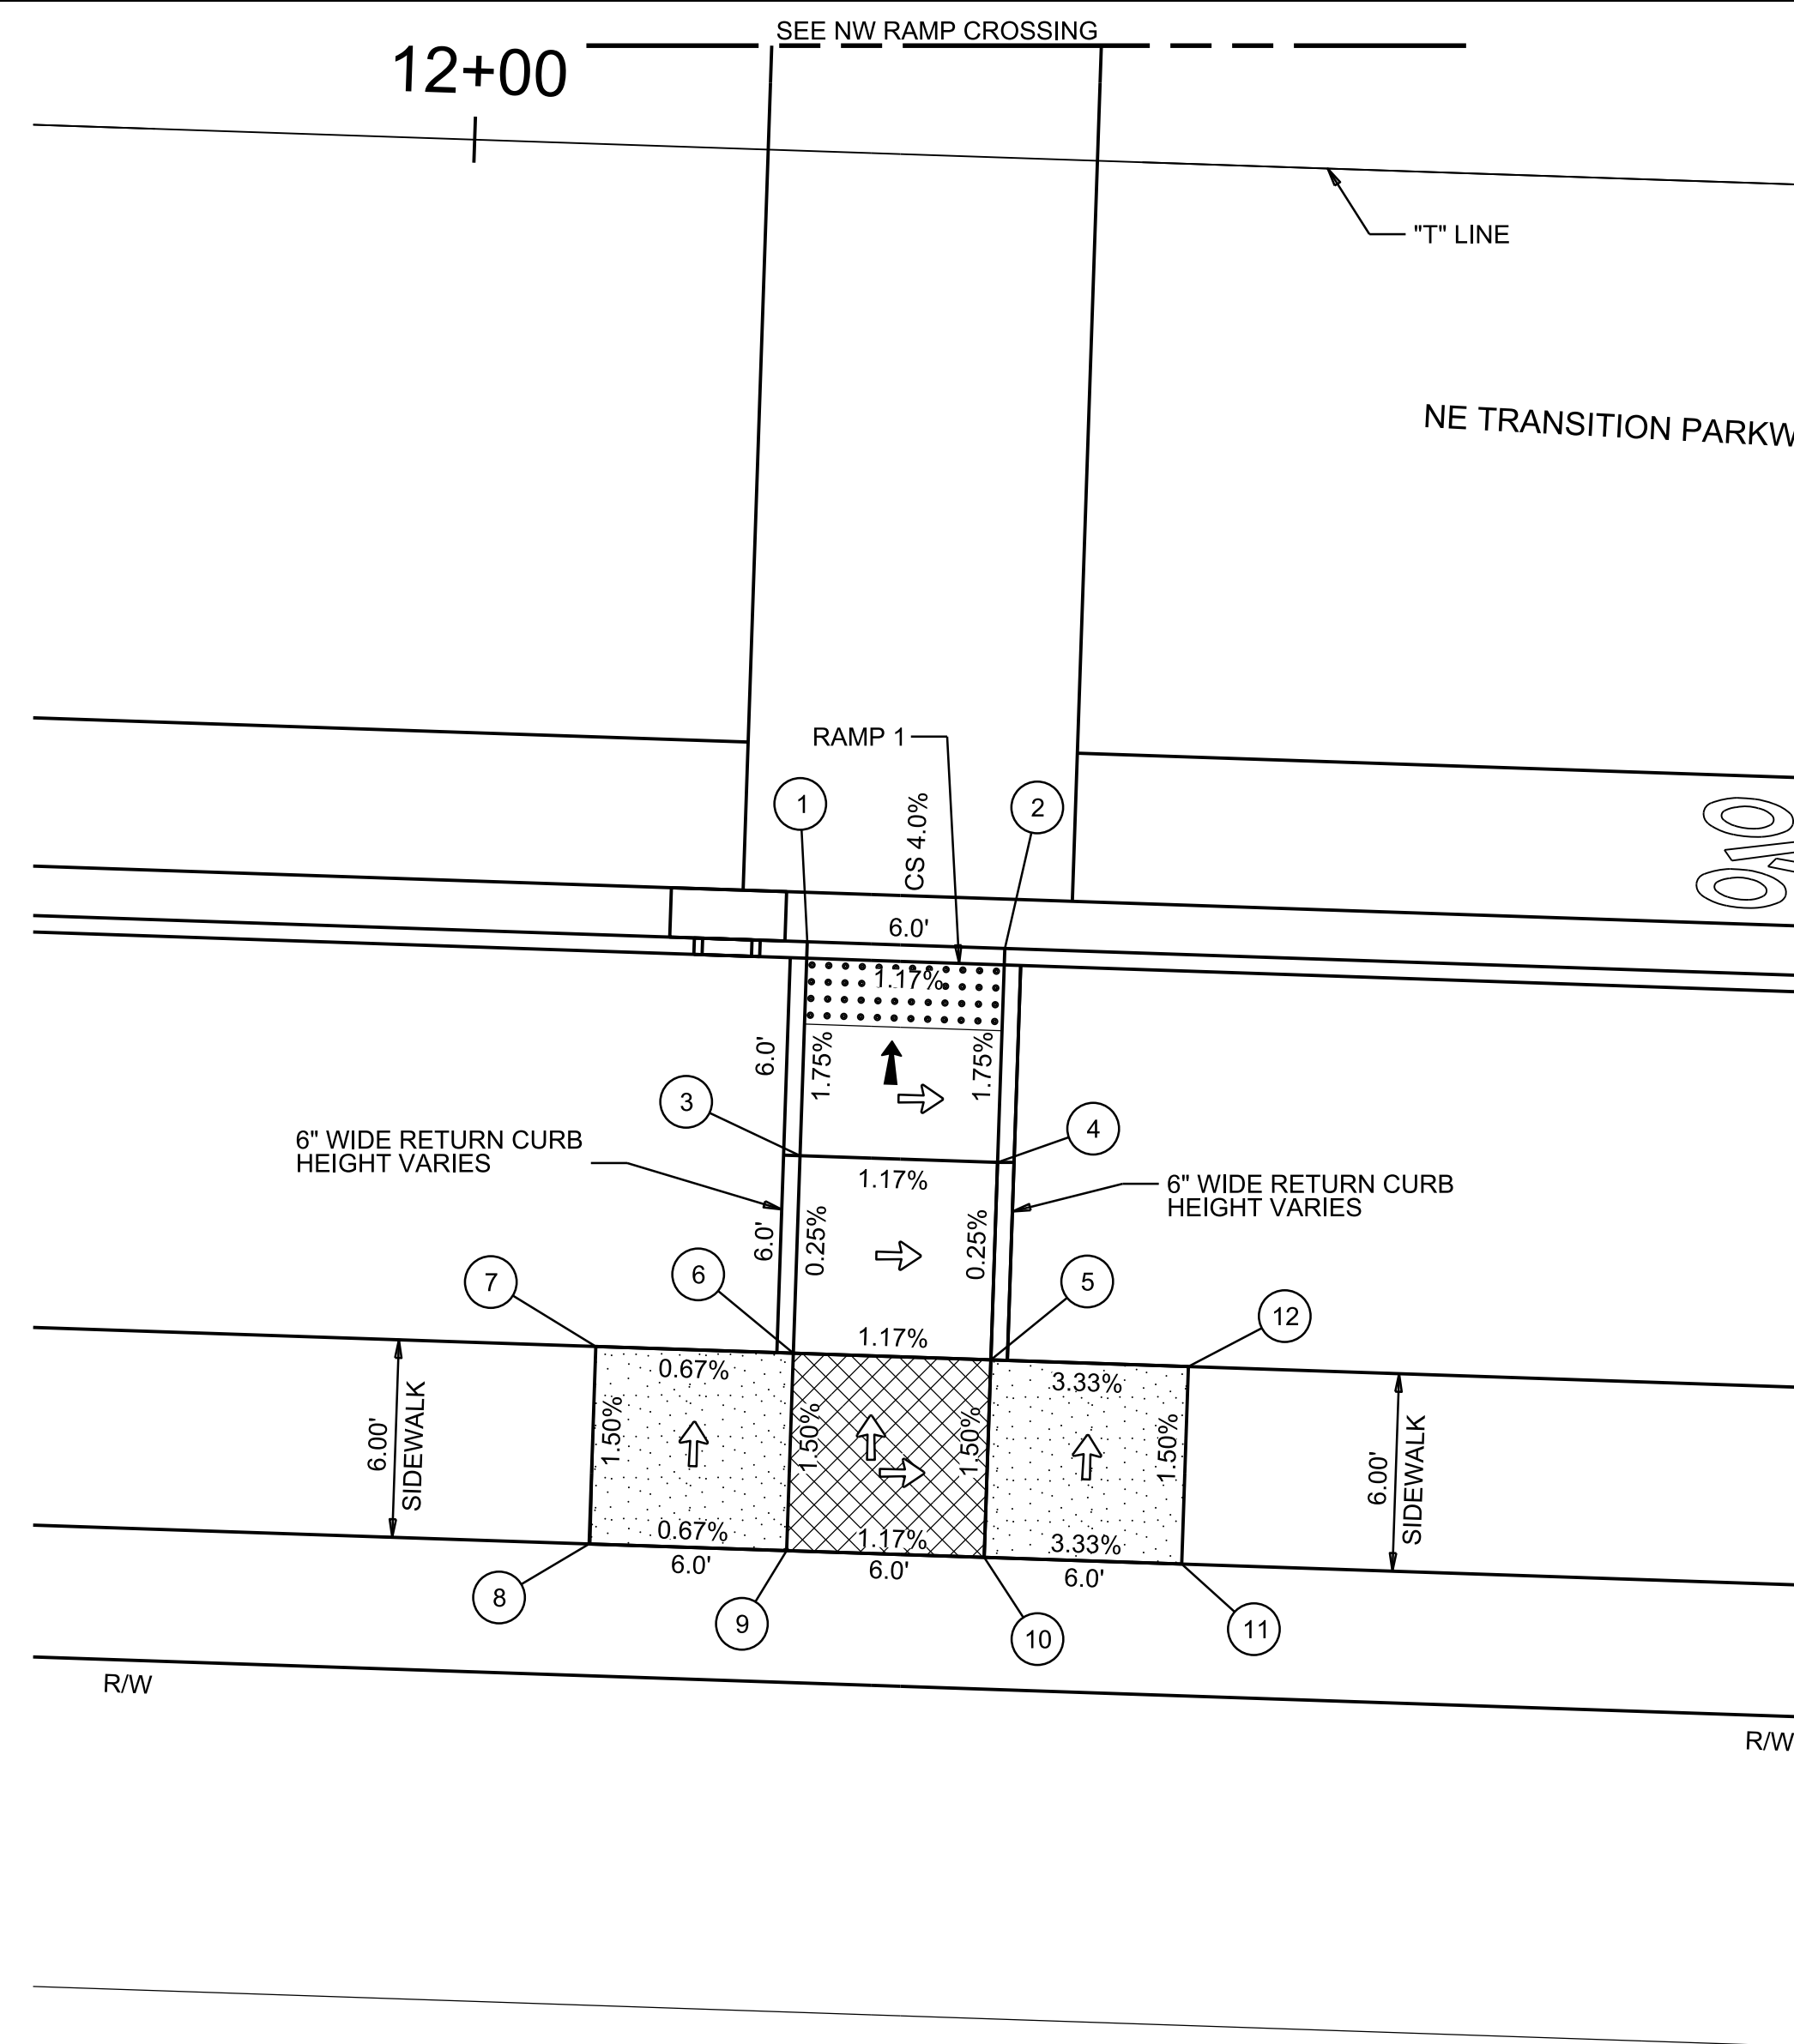 SEE NW RAMP CROSSING
12+00
"T" LINE
NE TRANSITION PARKW
RAMP 1
1
2
CS 4.0%
6.0'
1.17%
6.0'
1.75%
1.75%
3
4
6" WIDE RETURN CURB
HEIGHT VARIES
1.17%
6" WIDE RETURN CURB
HEIGHT VARIES
6.0'
0.25%
0.25%
7
6
5
12
1.17%
0.67%
3.33%
6.00'
SIDEWALK
1.50%
1.50%
1.50%
1.50%
6.00'
SIDEWALK
0.67%
1.17%
3.33%
6.0'
6.0'
6.0'
8
9
10
11
R/W
R/W